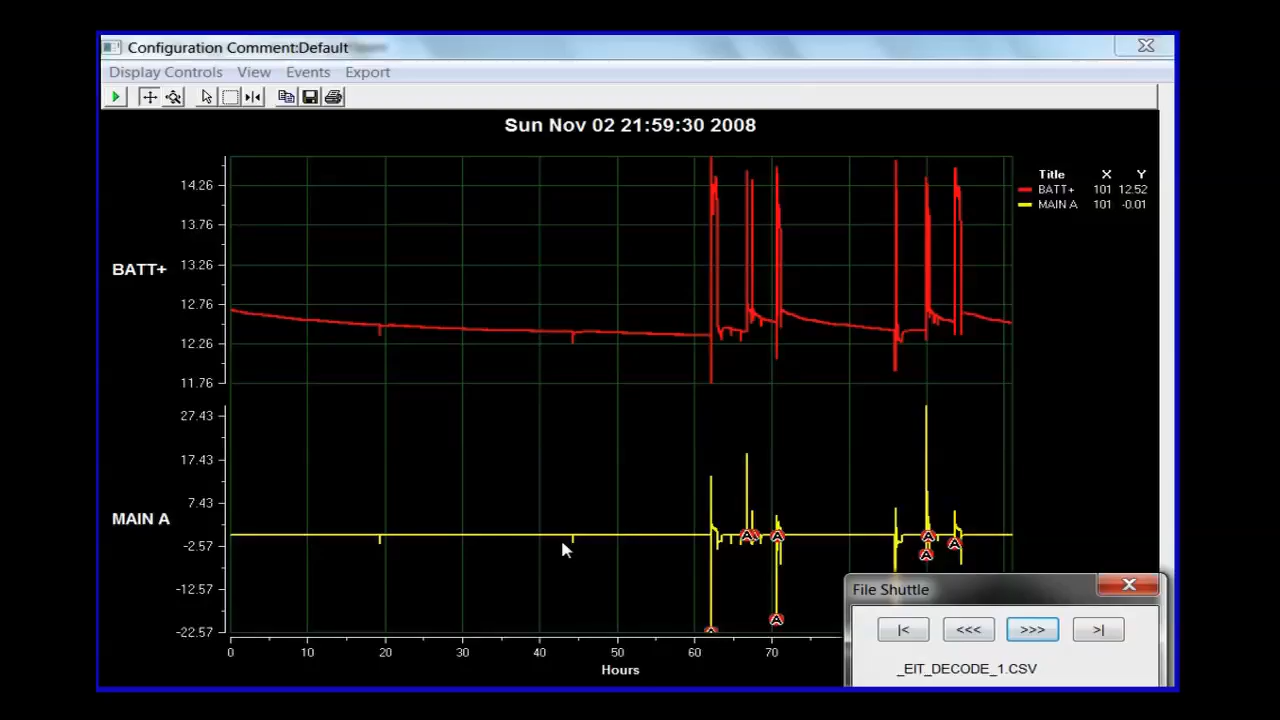 Configuration Comment:Default
Display Controls View Events Export
Sun Nov 02 21:59:30 2008
Title X Y
BATT+ 101 12.52
MAIN A 101 -0.01
14.26
13.76
BATT+ 13.26
12.76
12.26
11.76
27.43
17.43
7.43
MAIN A
-2.57
-12.57
-22.57
A A A A A A A
0 10 20 30 40 50 60 70
Hours
File Shuttle
|< <<< >>> >|
_EIT_DECODE_1.CSV